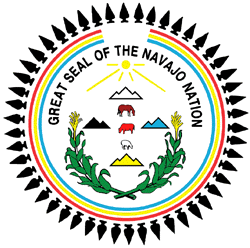 GREAT SEAL OF THE NAVAJO NATION